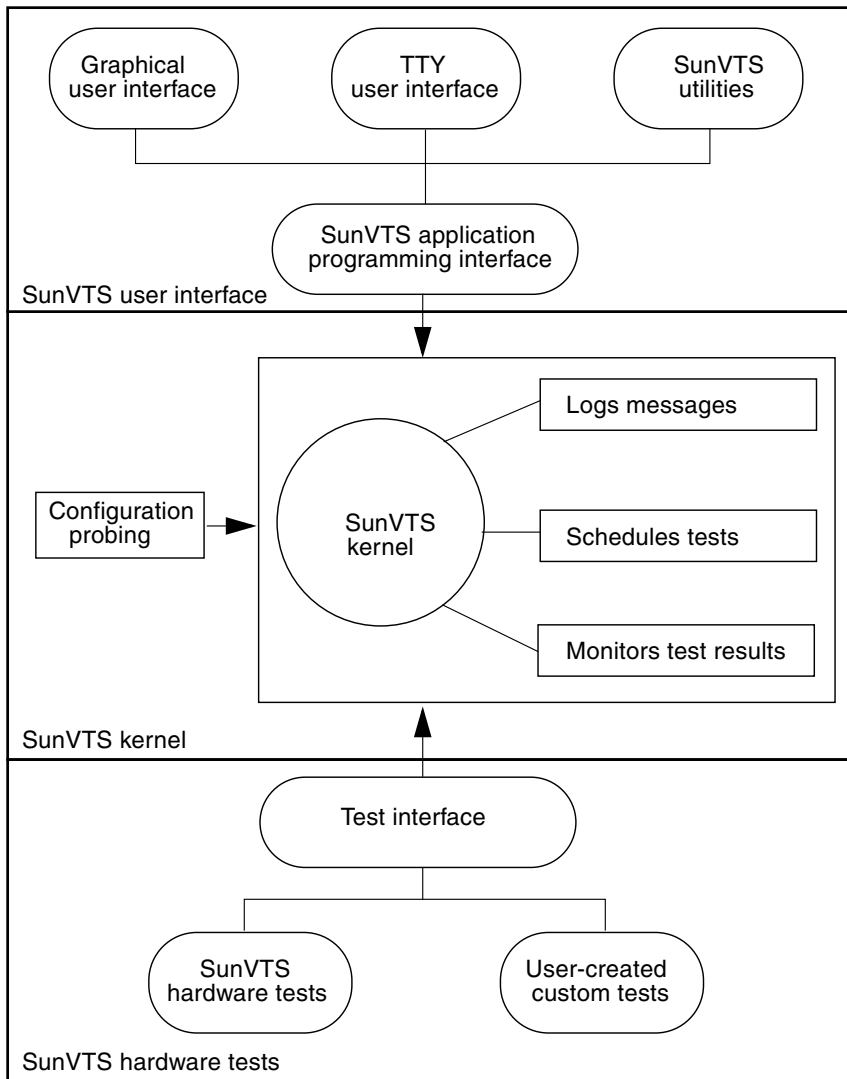 Graphical
user interface
TTY
user interface
SunVTS
utilities
SunVTS application
programming interface
SunVTS user interface
Logs messages
Configuration
probing
SunVTS
kernel
Schedules tests
Monitors test results
SunVTS kernel
Test interface
SunVTS
hardware tests
User-created
custom tests
SunVTS hardware tests